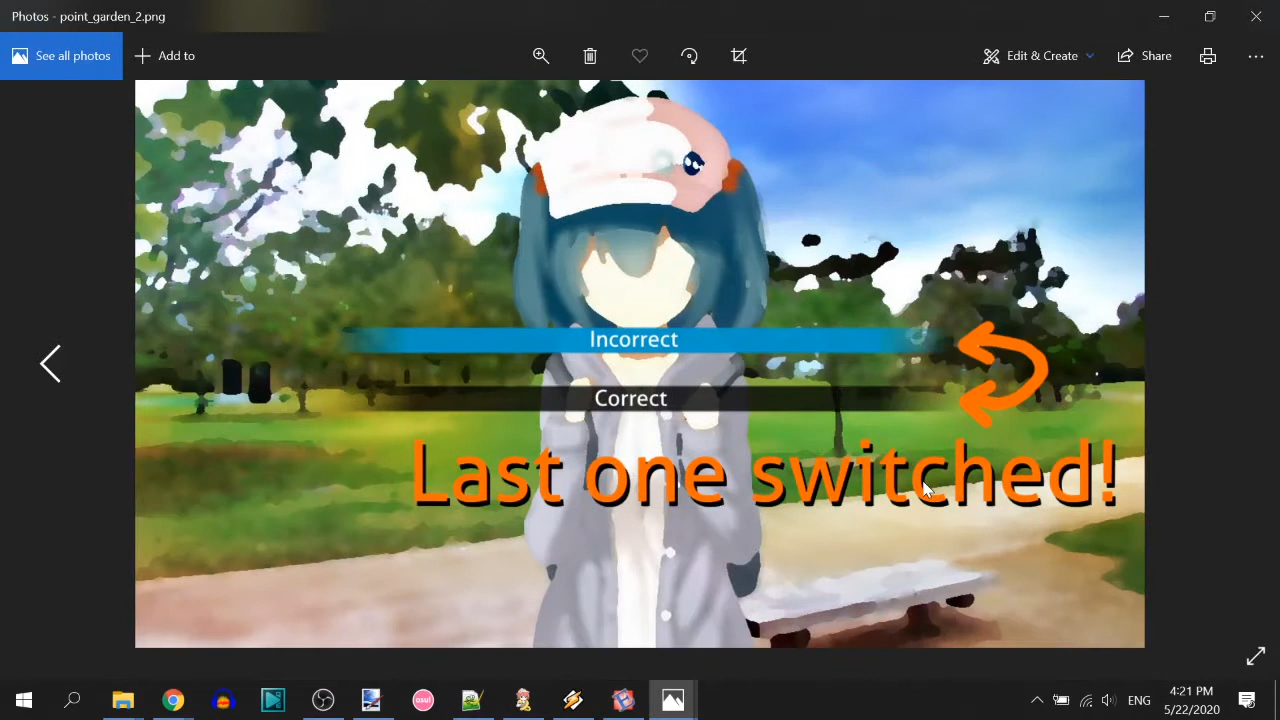 Photos - point_garden_2.png
See all photos
Add to
Edit & Create
Share
Incorrect
Correct
Last one switched!
osu!
ENG
4:21 PM
5/22/2020